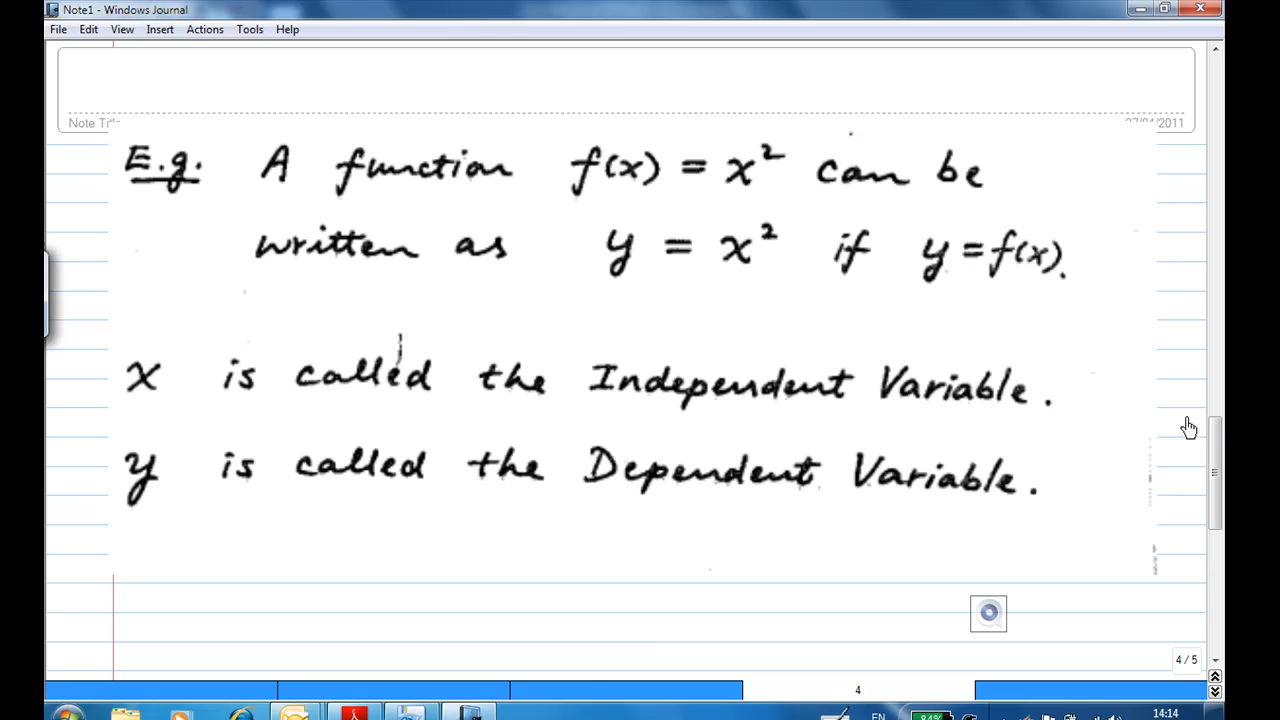 Note1 - Windows Journal
File Edit View Insert Actions Tools Help
E.g. A function f(x) = x² can be
written as y = x² if y = f(x).
x is called the Independent Variable.
y is called the Dependent Variable.
4 / 5
4
EN 84% 14:14